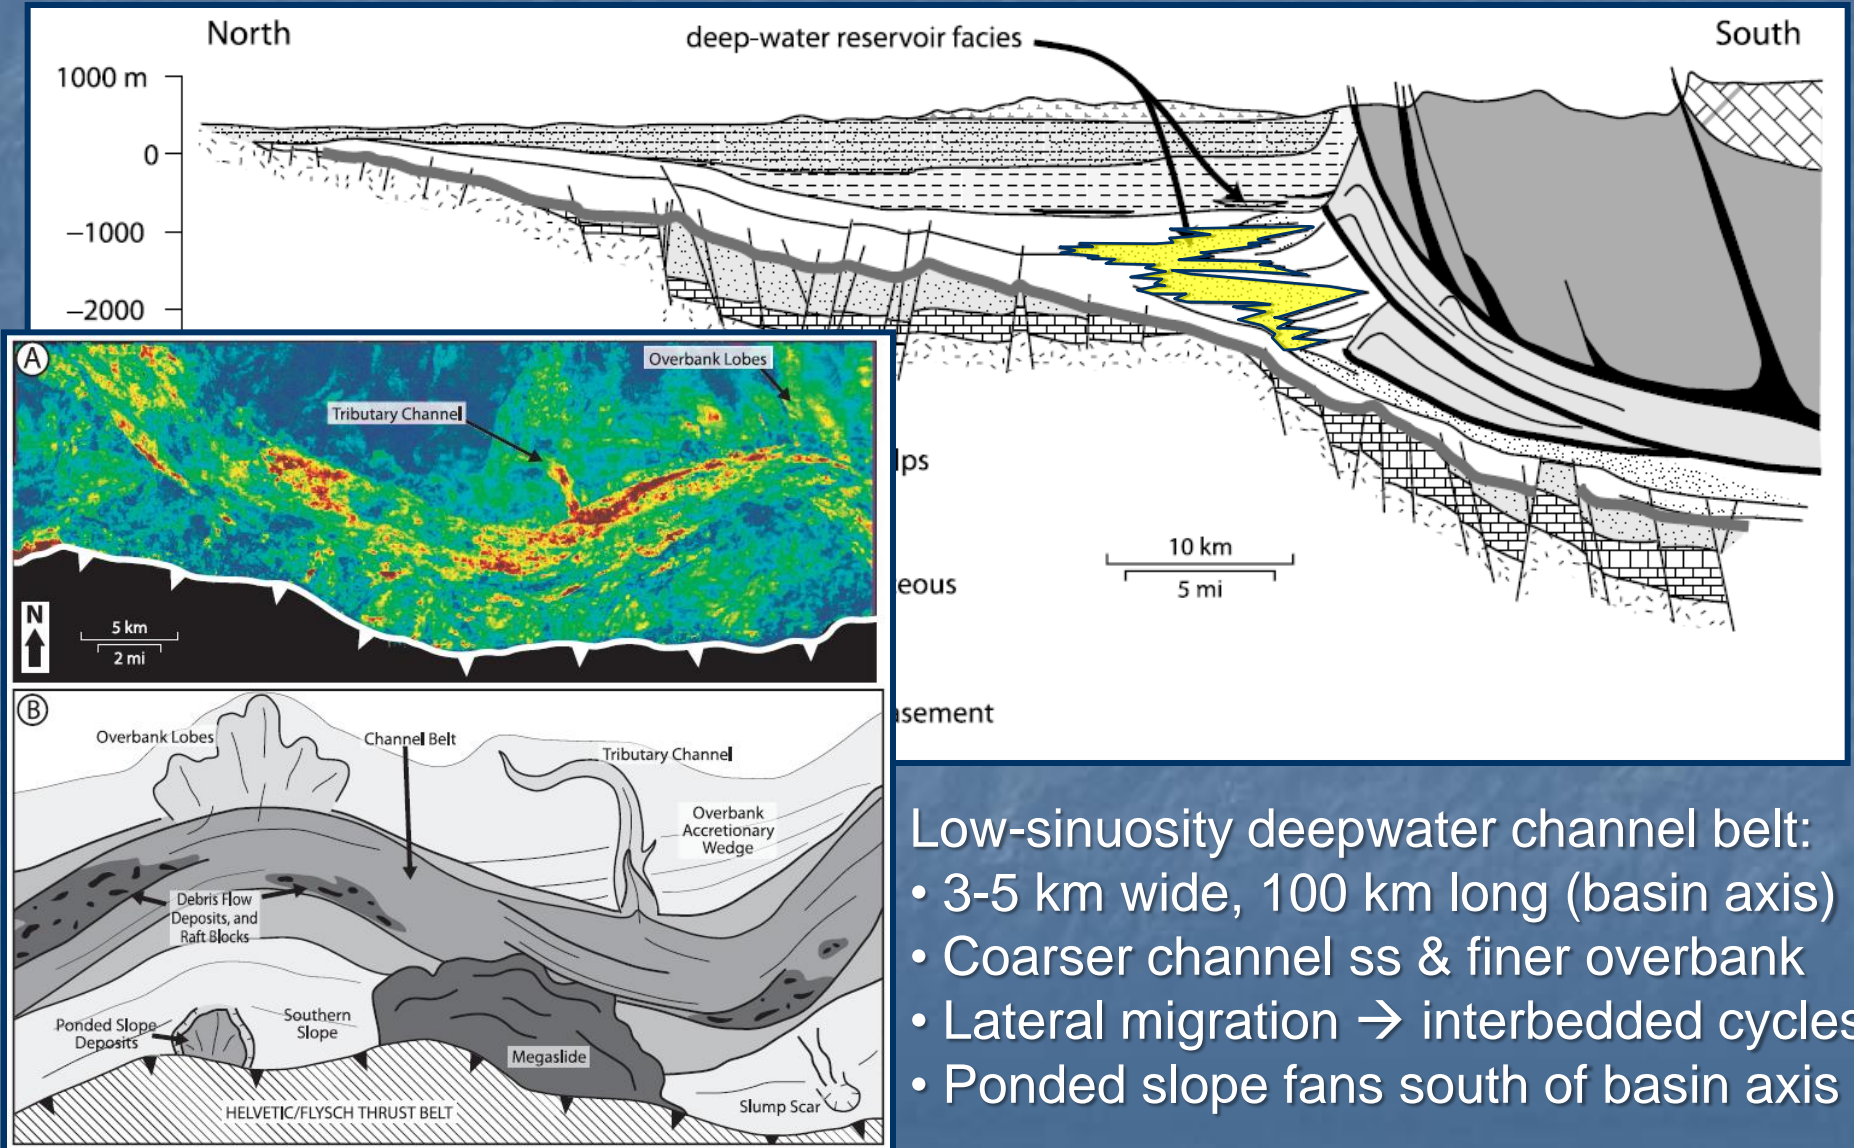 North
deep-water reservoir facies
South
1000 m
0
−1000
−2000
10 km
5 mi
lps
eous
asement
A
Overbank Lobes
Tributary Channel
N
5 km
2 mi
B
Overbank Lobes
Channel Belt
Tributary Channel
Overbank
Accretionary
Wedge
Debris Flow
Deposits, and
Raft Blocks
Ponded Slope
Deposits
Southern
Slope
Megaslide
Slump Scar
HELVETIC/FLYSCH THRUST BELT
Low-sinuosity deepwater channel belt:
• 3-5 km wide, 100 km long (basin axis)
• Coarser channel ss & finer overbank
• Lateral migration → interbedded cycles
• Ponded slope fans south of basin axis